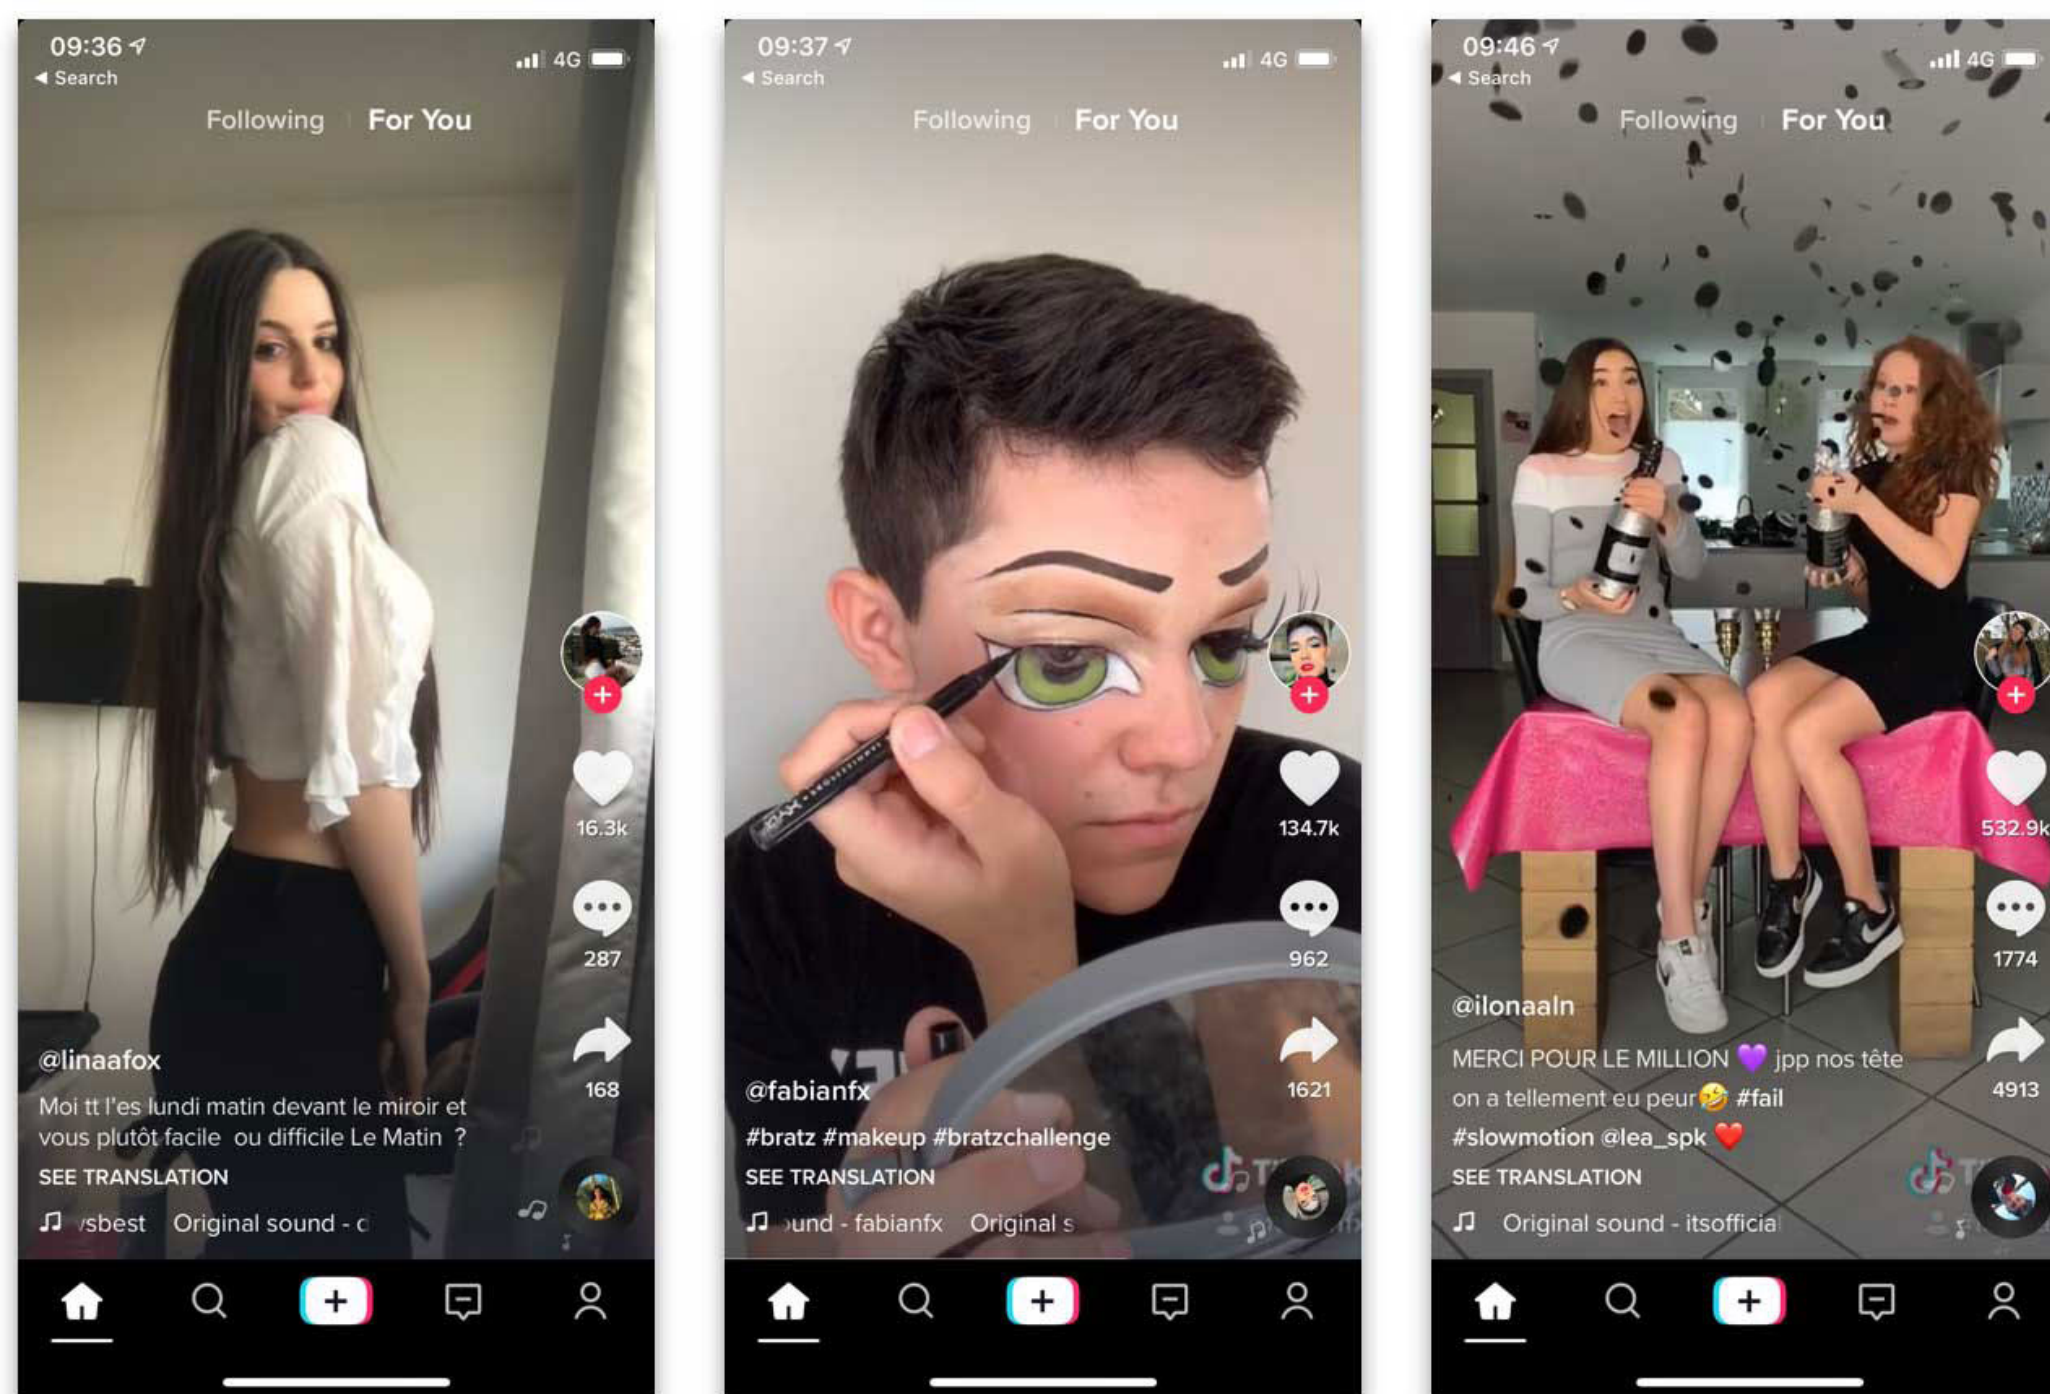 09:36
4G
Search
Following
For You
16.3k
287
168
@linaafox
Moi tt l'es lundi matin devant le miroir et
vous plutôt facile ou difficile Le Matin ?
SEE TRANSLATION
Original sound -
09:37
4G
Search
Following
For You
134.7k
962
1621
@fabianfx
#bratz #makeup #bratzchallenge
SEE TRANSLATION
- fabianfx Original
09:46
4G
Search
Following
For You
532.9k
1774
4913
@ilonaaln
MERCI POUR LE MILLION 💜 jpp nos tête
on a tellement eu peur🤣 #fail
#slowmotion @lea_spk ❤️
SEE TRANSLATION
Original sound - itsofficia